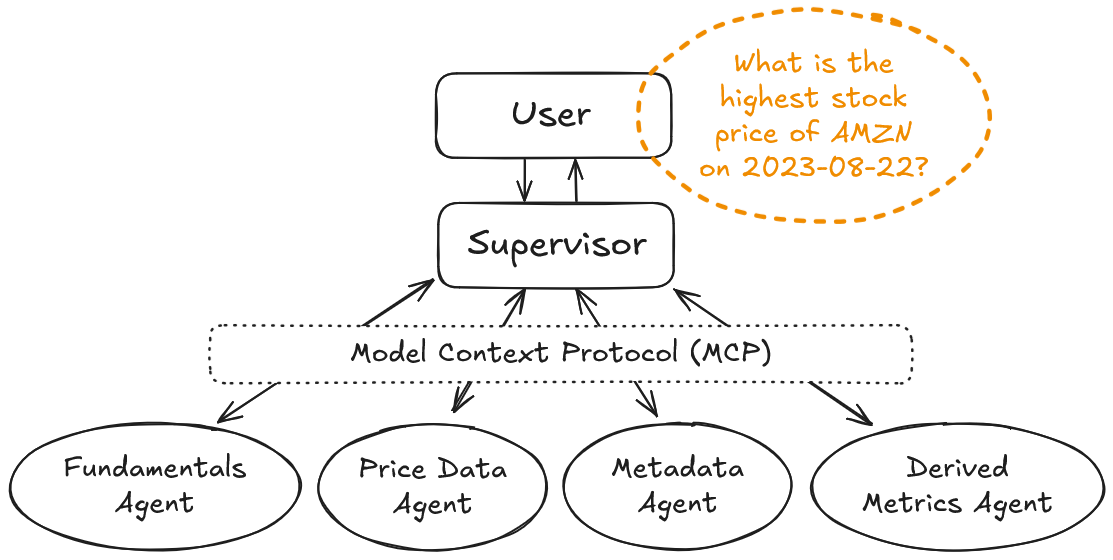 What is the
highest stock
price of AMZN
on 2023-08-22?
User
Supervisor
Model Context Protocol (MCP)
Fundamentals
Agent
Price Data
Agent
Metadata
Agent
Derived
Metrics Agent